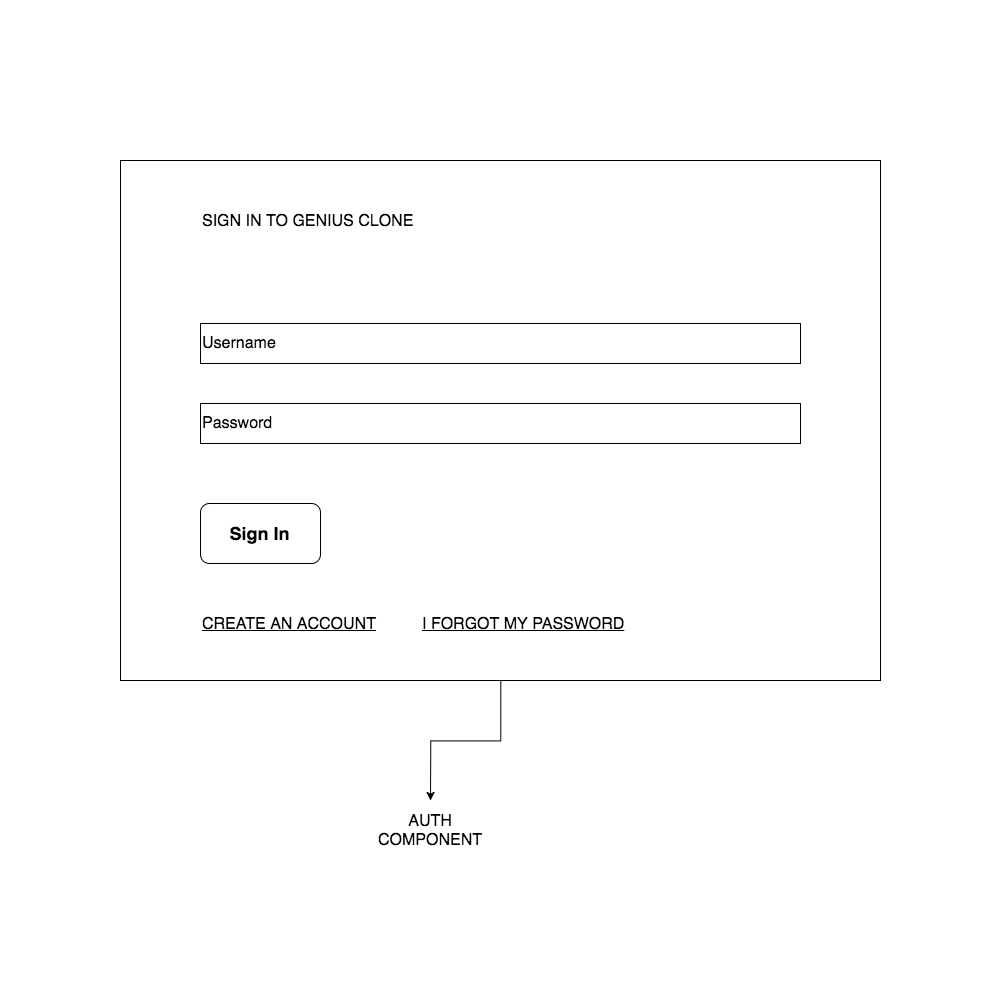 SIGN IN TO GENIUS CLONE
Username
Password
Sign In
CREATE AN ACCOUNT I FORGOT MY PASSWORD
AUTH
COMPONENT